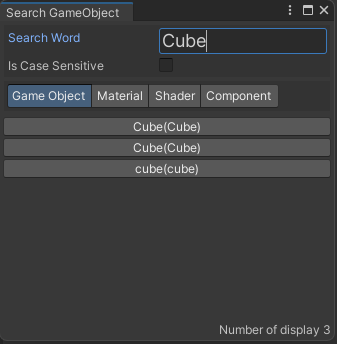 Search GameObject
Search Word Cube
Is Case Sensitive
Game Object Material Shader Component
Cube(Cube)
Cube(Cube)
cube(cube)
Number of display 3